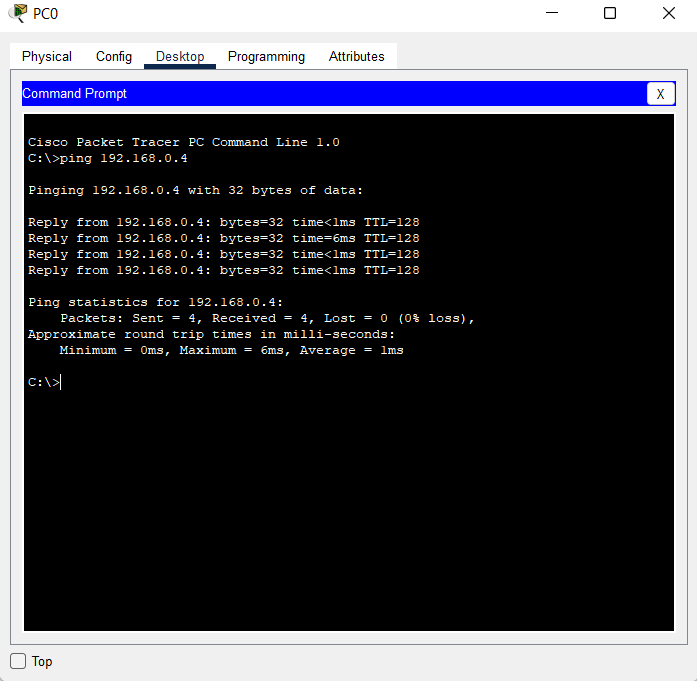 PC0
Physical Config Desktop Programming Attributes
Command Prompt X
Cisco Packet Tracer PC Command Line 1.0
C:\>ping 192.168.0.4
Pinging 192.168.0.4 with 32 bytes of data:
Reply from 192.168.0.4: bytes=32 time<1ms TTL=128
Reply from 192.168.0.4: bytes=32 time=6ms TTL=128
Reply from 192.168.0.4: bytes=32 time<1ms TTL=128
Reply from 192.168.0.4: bytes=32 time<1ms TTL=128
Ping statistics for 192.168.0.4:
    Packets: Sent = 4, Received = 4, Lost = 0 (0% loss),
Approximate round trip times in milli-seconds:
    Minimum = 0ms, Maximum = 6ms, Average = 1ms
C:\>
Top